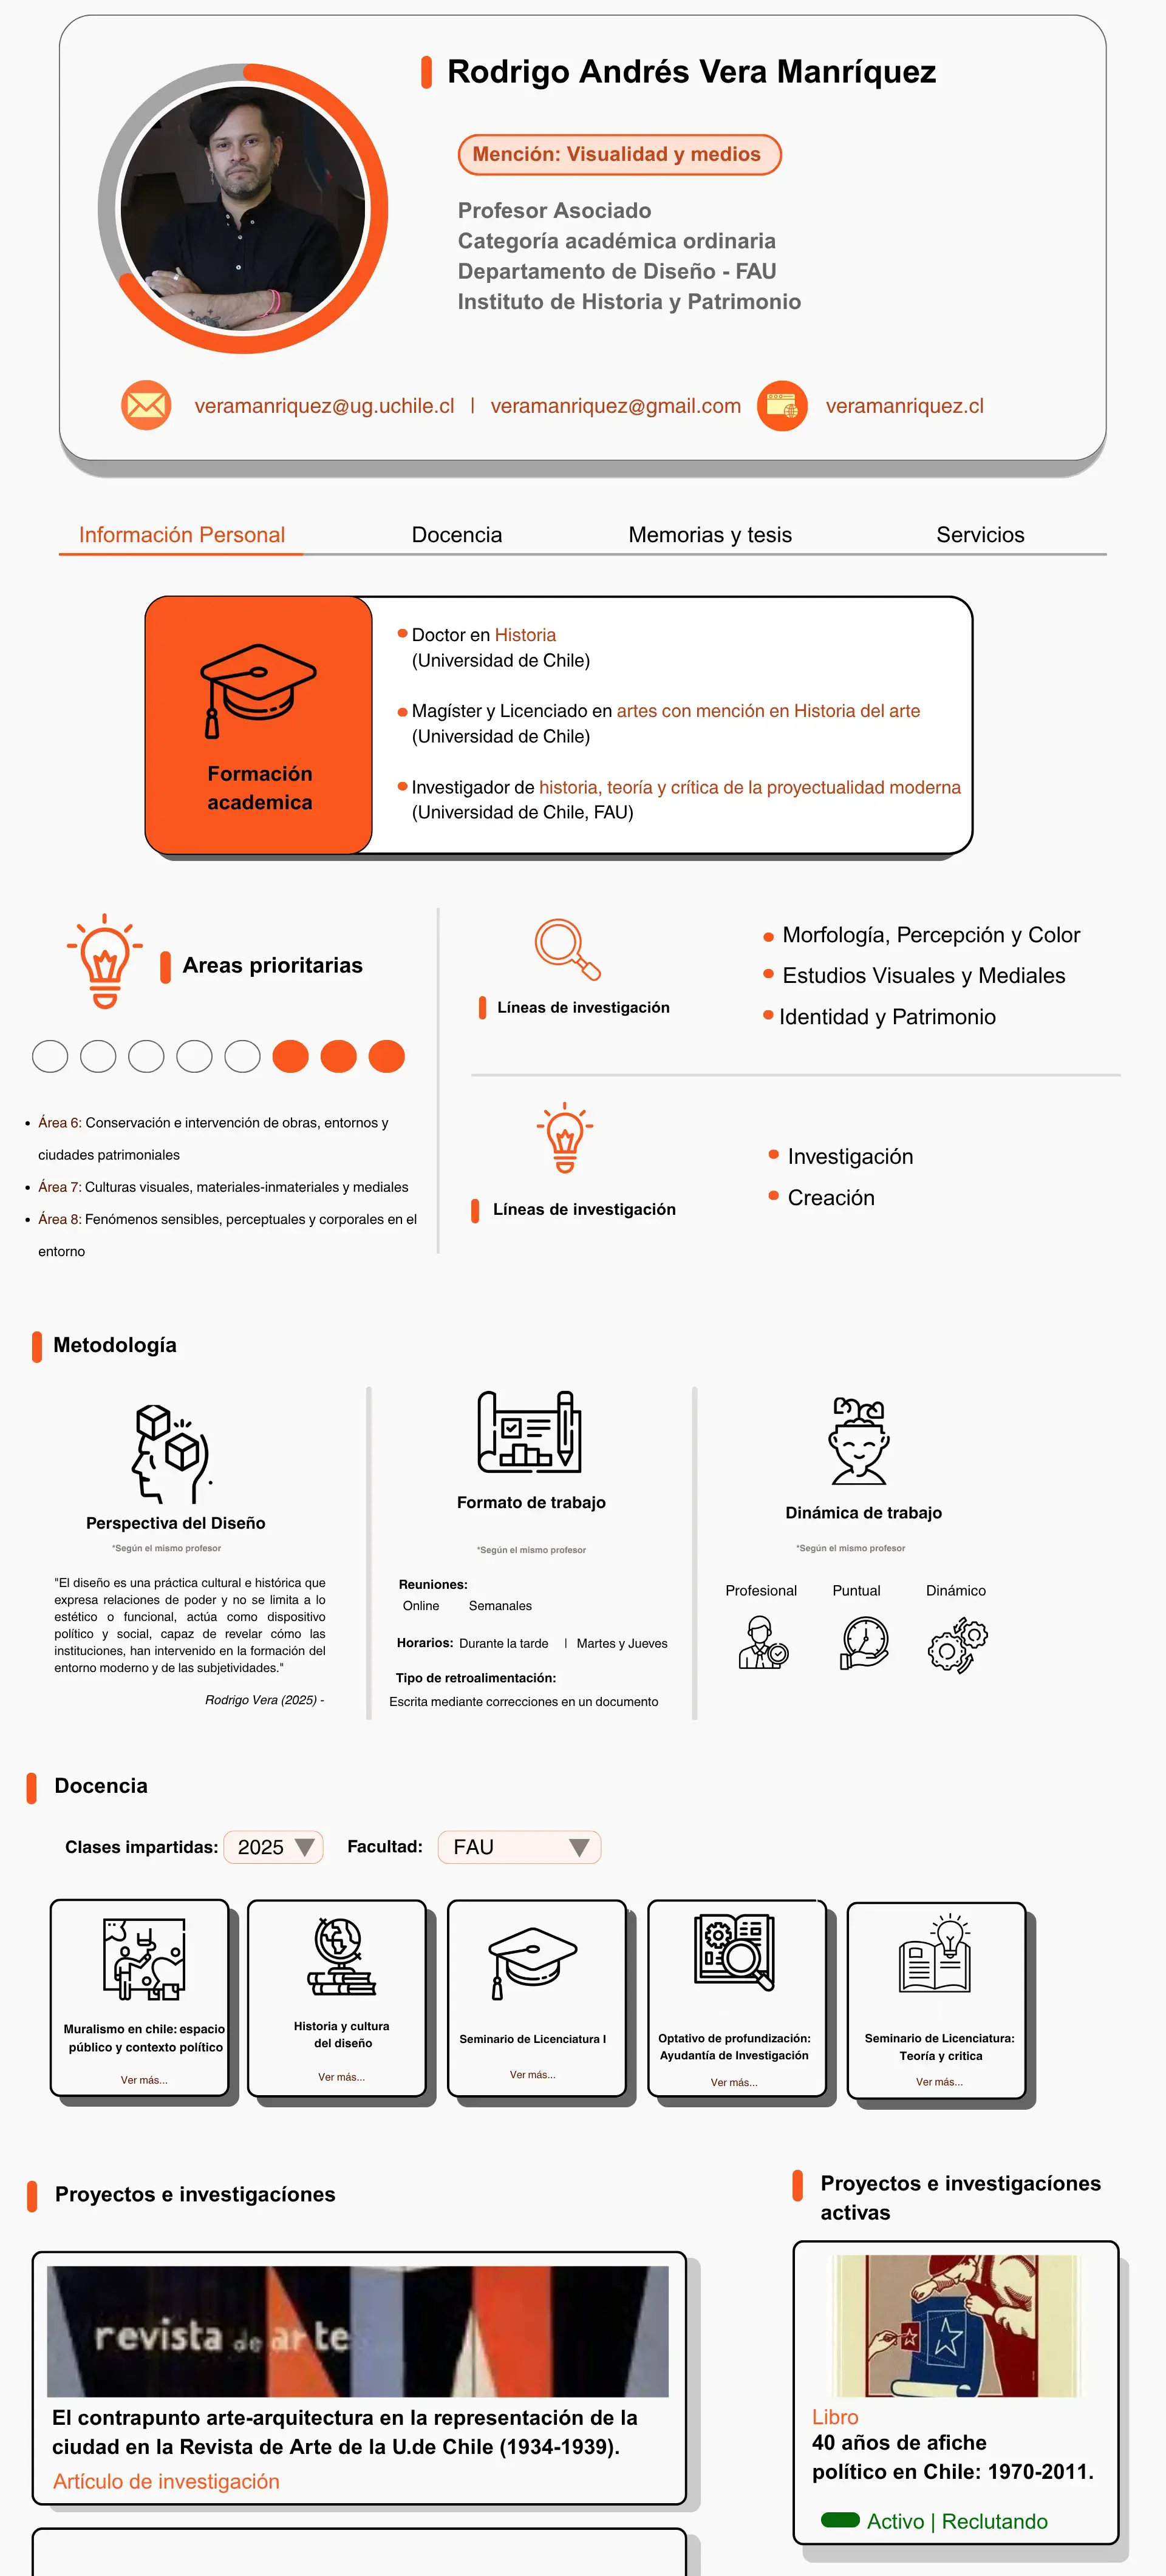 Rodrigo Andrés Vera Manríquez
Mención: Visualidad y medios
Profesor Asociado
Categoría académica ordinaria
Departamento de Diseño - FAU
Instituto de Historia y Patrimonio
veramanriquez@ug.uchile.cl | veramanriquez@gmail.com veramanriquez.cl
Información Personal Docencia Memorias y tesis Servicios
Formación
academica
Doctor en Historia
(Universidad de Chile)
Magíster y Licenciado en artes con mención en Historia del arte
(Universidad de Chile)
Investigador de historia, teoría y crítica de la proyectualidad moderna
(Universidad de Chile, FAU)
Areas prioritarias
• Área 6: Conservación e intervención de obras, entornos y
ciudades patrimoniales
• Área 7: Culturas visuales, materiales-inmateriales y mediales
• Área 8: Fenómenos sensibles, perceptuales y corporales en el
entorno
Líneas de investigación
Morfología, Percepción y Color
Estudios Visuales y Mediales
Identidad y Patrimonio
Líneas de investigación
Investigación
Creación
Metodología
Perspectiva del Diseño
*Según el mismo profesor
"El diseño es una práctica cultural e histórica que
expresa relaciones de poder y no se limita a lo
estético o funcional, actúa como dispositivo
político y social, capaz de revelar cómo las
instituciones, han intervenido en la formación del
entorno moderno y de las subjetividades."
Rodrigo Vera (2025) -
Formato de trabajo
*Según el mismo profesor
Reuniones:
Online Semanales
Horarios: Durante la tarde | Martes y Jueves
Tipo de retroalimentación:
Escrita mediante correcciones en un documento
Dinámica de trabajo
*Según el mismo profesor
Profesional Puntual Dinámico
Docencia
Clases impartidas: 2025 Facultad: FAU
Muralismo en chile: espacio
público y contexto político
Ver más...
Historia y cultura
del diseño
Ver más...
Seminario de Licenciatura I
Ver más...
Optativo de profundización:
Ayudantía de Investigación
Ver más...
Seminario de Licenciatura:
Teoría y critica
Ver más...
Proyectos e investigacíones
revista de arte
El contrapunto arte-arquitectura en la representación de la
ciudad en la Revista de Arte de la U.de Chile (1934-1939).
Artículo de investigación
Proyectos e investigacíones
activas
Libro
40 años de afiche
político en Chile: 1970-2011.
Activo | Reclutando